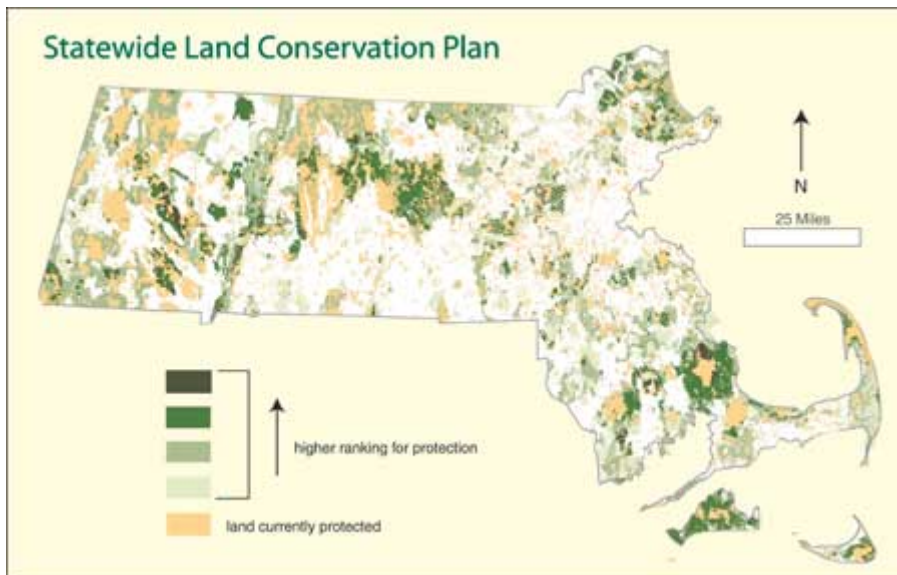 Statewide Land Conservation Plan
N
25 Miles
higher ranking for protection
land currently protected